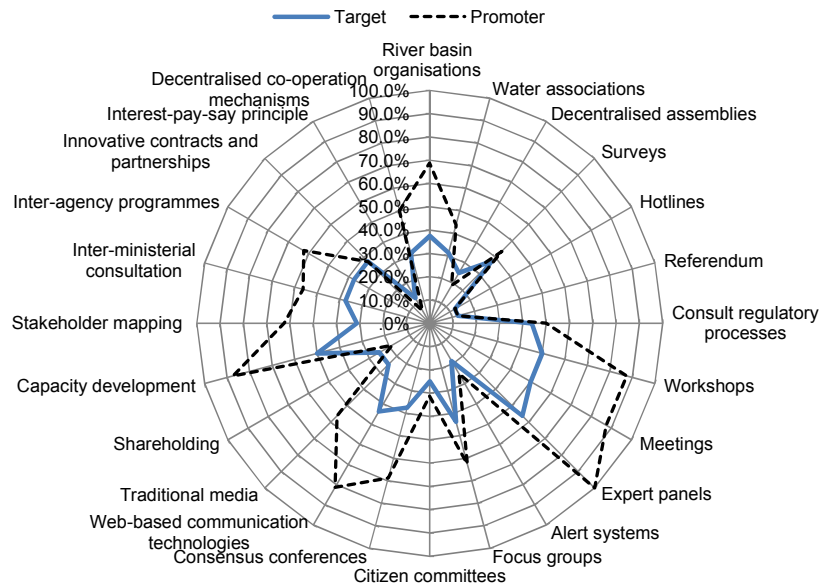 Target
Promoter
River basin
organisations
Water associations
Decentralised assemblies
Surveys
Hotlines
Referendum
Consult regulatory
processes
Workshops
Meetings
Expert panels
Alert systems
Focus groups
Citizen committees
Consensus conferences
Web-based communication
technologies
Traditional media
Shareholding
Capacity development
Stakeholder mapping
Inter-ministerial
consultation
Inter-agency programmes
Innovative contracts and
partnerships
Interest-pay-say principle
Decentralised co-operation
mechanisms
100.0%
90.0%
80.0%
70.0%
60.0%
50.0%
40.0%
30.0%
20.0%
10.0%
.0%